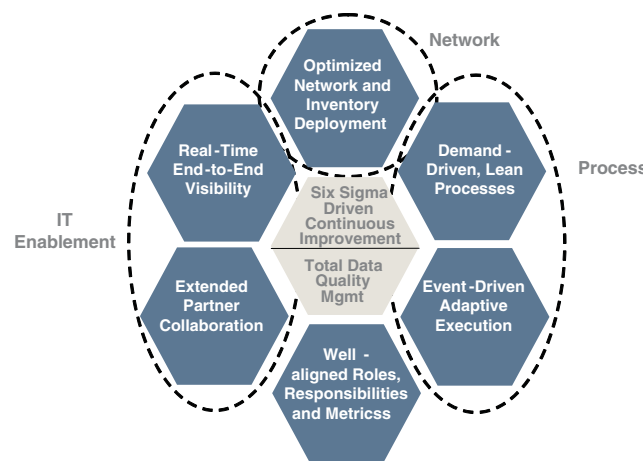 Network
Optimized
Network and
Inventory
Deployment
Real-Time
End-to-End
Visibility
Demand-
Driven, Lean
Processes
Process
Six Sigma
Driven
Continuous
Improvement
IT
Enablement
Total Data
Quality
Mgmt
Extended
Partner
Collaboration
Event-Driven
Adaptive
Execution
Well -
aligned Roles,
Responsibilities
and Metricss